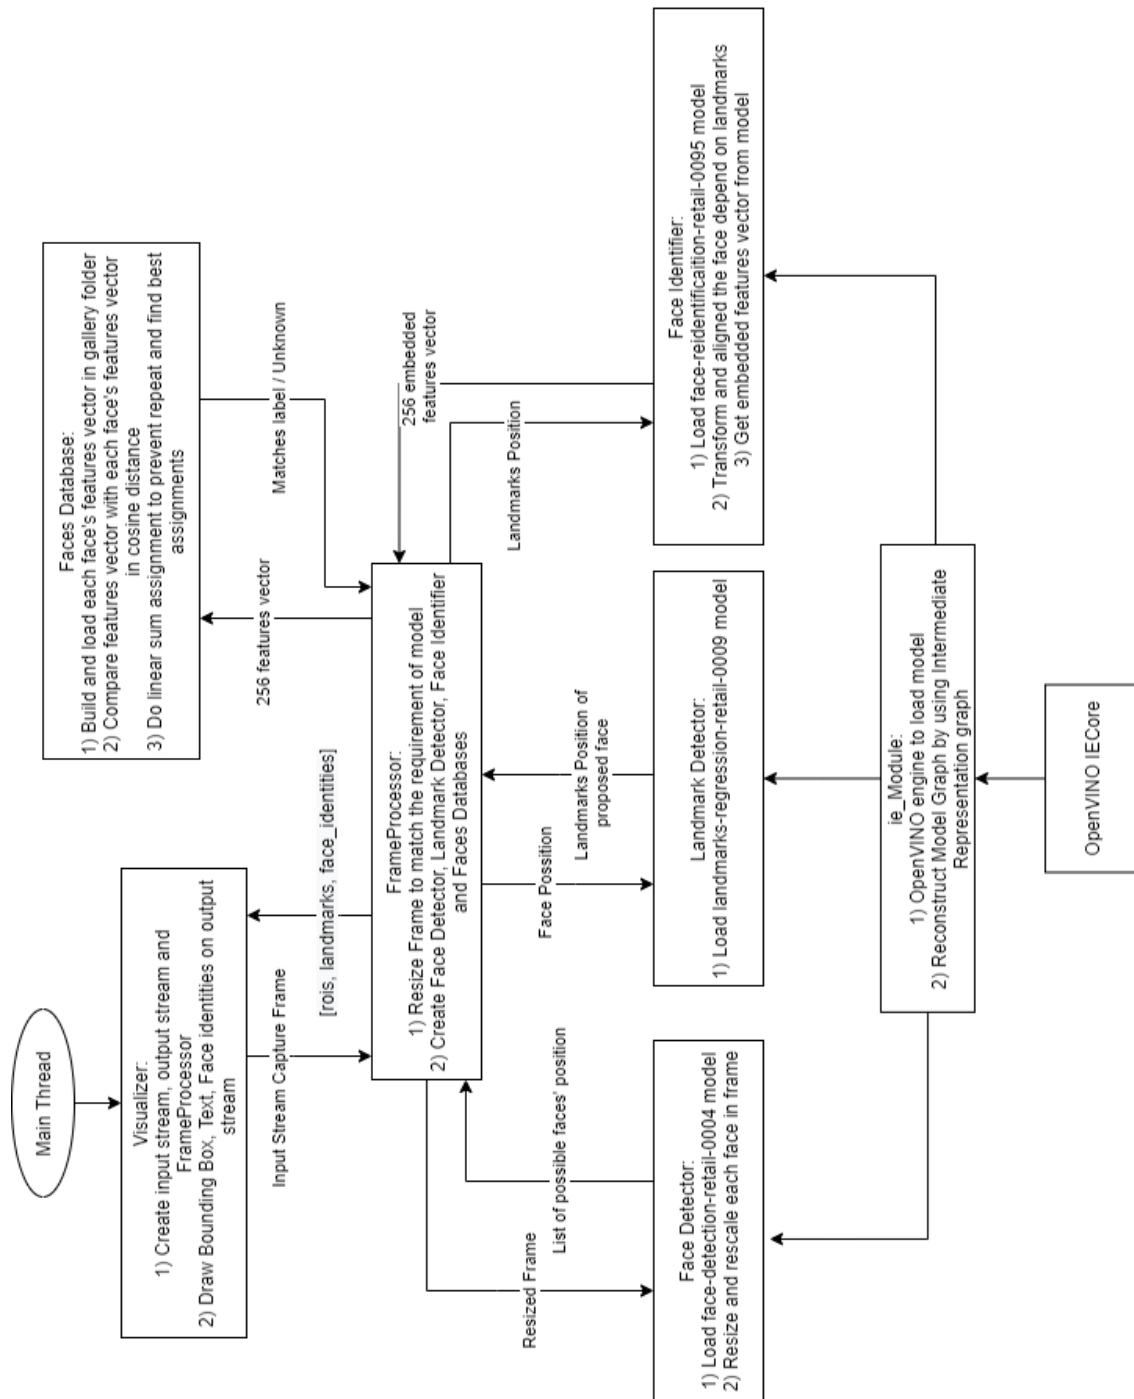 Main Thread
Visualizer:
1) Create input stream, output stream and
FrameProcessor
2) Draw Bounding Box, Text, Face identities on output
stream
Input Stream Capture Frame
[rois, landmarks, face_identities]
Faces Database:
1) Build and load each face's features vector in gallery folder
2) Compare features vector with each face's features vector
in cosine distance
3) Do linear sum assignment to prevent repeat and find best
assignments
256 features vector
Matches label / Unknown
FrameProcessor:
1) Resize Frame to match the requirement of model
2) Create Face Detector, Landmark Detector, Face Identifier
and Faces Databases
Resized Frame
List of possible faces' position
Face Possition
Landmarks Position of
proposed face
Landmarks Position
256 embedded
features vector
Face Detector:
1) Load face-detection-retail-0004 model
2) Resize and rescale each face in frame
Landmark Detector:
1) Load landmarks-regression-retail-0009 model
Face Identifier:
1) Load face-reidentificaition-retail-0095 model
2) Transform and aligned the face depend on landmarks
3) Get embedded features vector from model
ie_Module:
1) OpenVINO engine to load model
2) Reconstruct Model Graph by using Intermediate
Representation graph
OpenVINO IECore